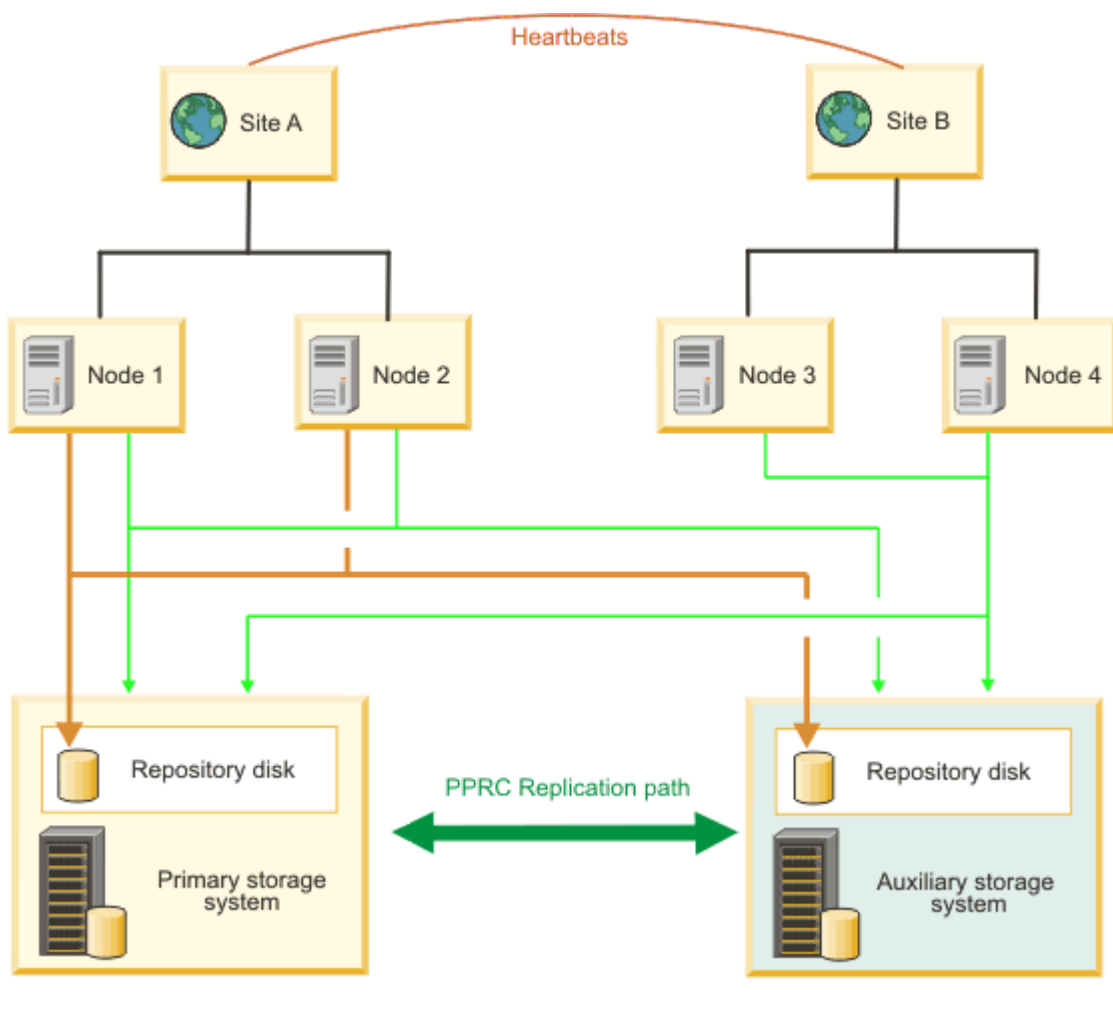 Heartbeats
Site A
Site B
Node 1
Node 2
Node 3
Node 4
Repository disk
Repository disk
PPRC Replication path
Primary storage
system
Auxiliary storage
system